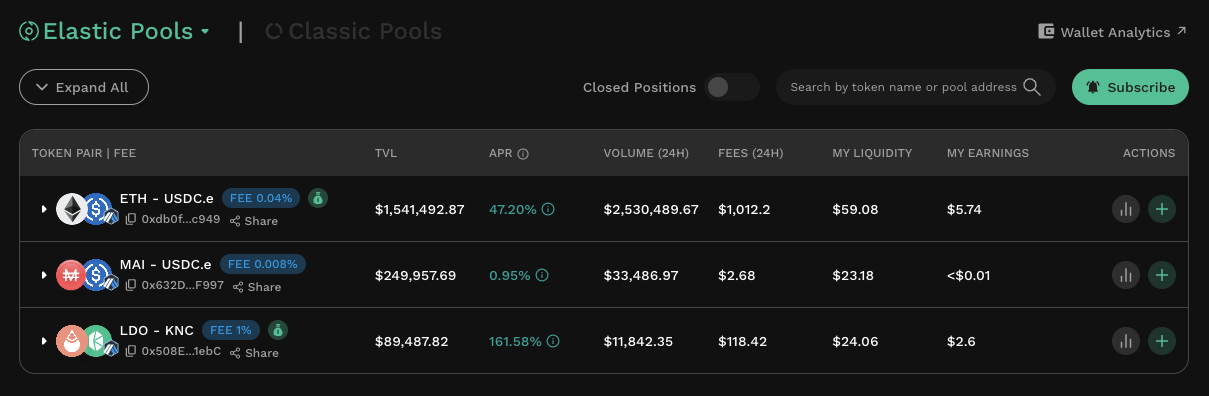 Elastic Pools | Classic Pools Wallet Analytics
Expand All Closed Positions Search by token name or pool address Subscribe
TOKEN PAIR | FEE TVL APR VOLUME (24H) FEES (24H) MY LIQUIDITY MY EARNINGS ACTIONS
ETH - USDC.e FEE 0.04%
0xdb0f...c949 Share
$1,541,492.87 47.20% $2,530,489.67 $1,012.2 $59.08 $5.74
MAI - USDC.e FEE 0.008%
0x632D...F997 Share
$249,957.69 0.95% $33,486.97 $2.68 $23.18 <$0.01
LDO - KNC FEE 1%
0x508E...1ebC Share
$89,487.82 161.58% $11,842.35 $118.42 $24.06 $2.6